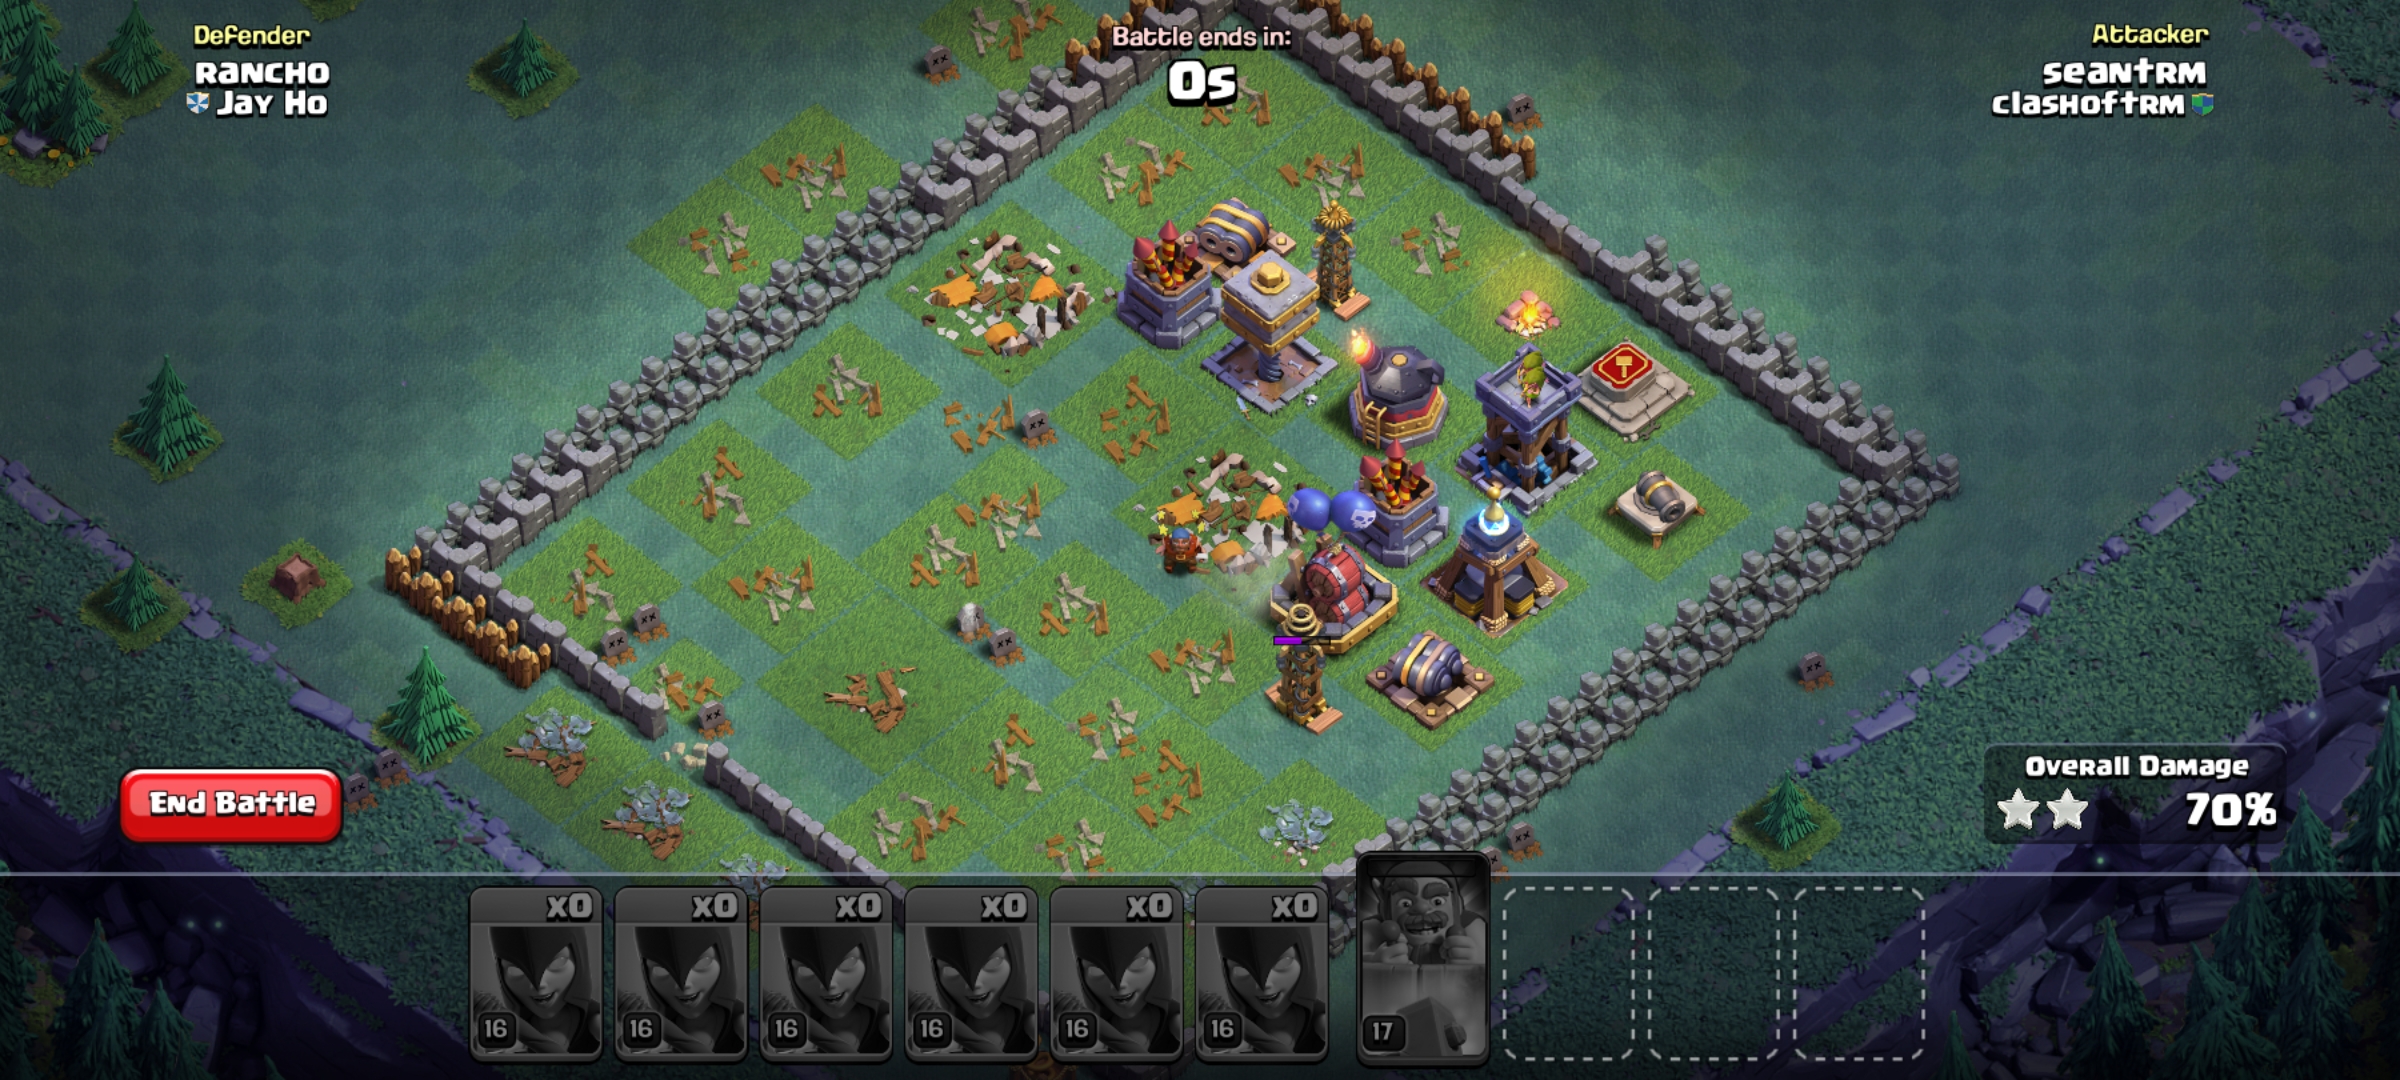 Defender
RANCHO
Jay Ho
Battle ends in:
0s
Attacker
seantRM
clashoftRM
End Battle
Overall Damage
70%
x0
x0
x0
x0
x0
x0
16
16
16
16
16
16
17